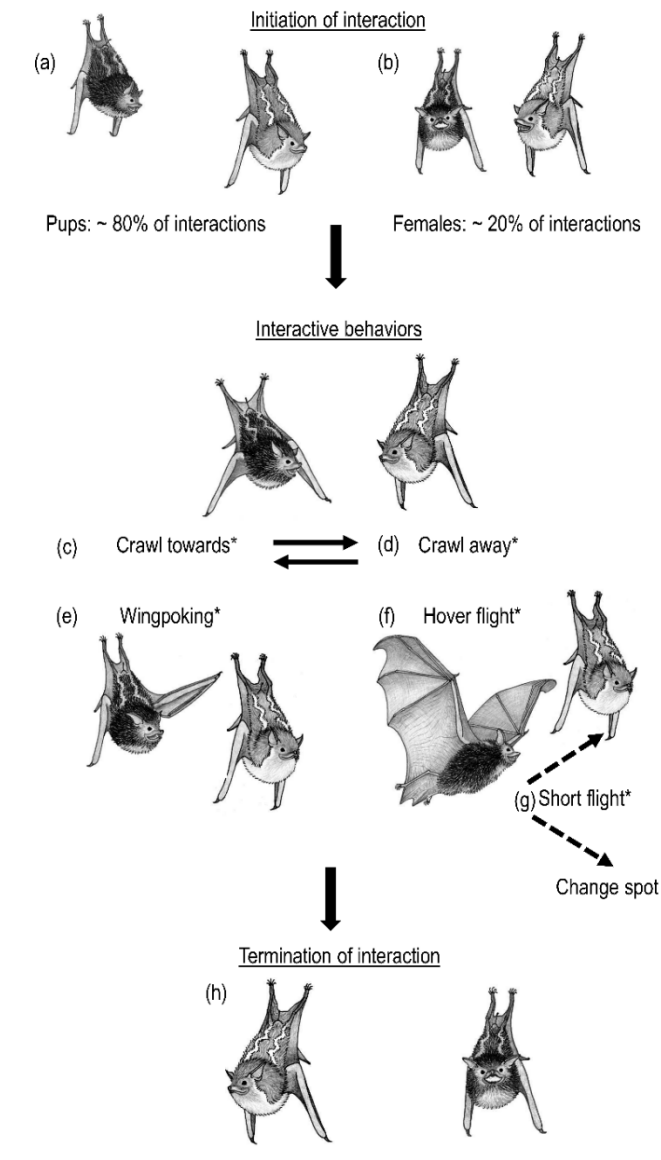 Initiation of interaction
(a)
(b)
Pups: ~ 80% of interactions
Females: ~ 20% of interactions
Interactive behaviors
(c) Crawl towards*
(d) Crawl away*
(e) Wingpoking*
(f) Hover flight*
(g) Short flight*
Change spot
Termination of interaction
(h)